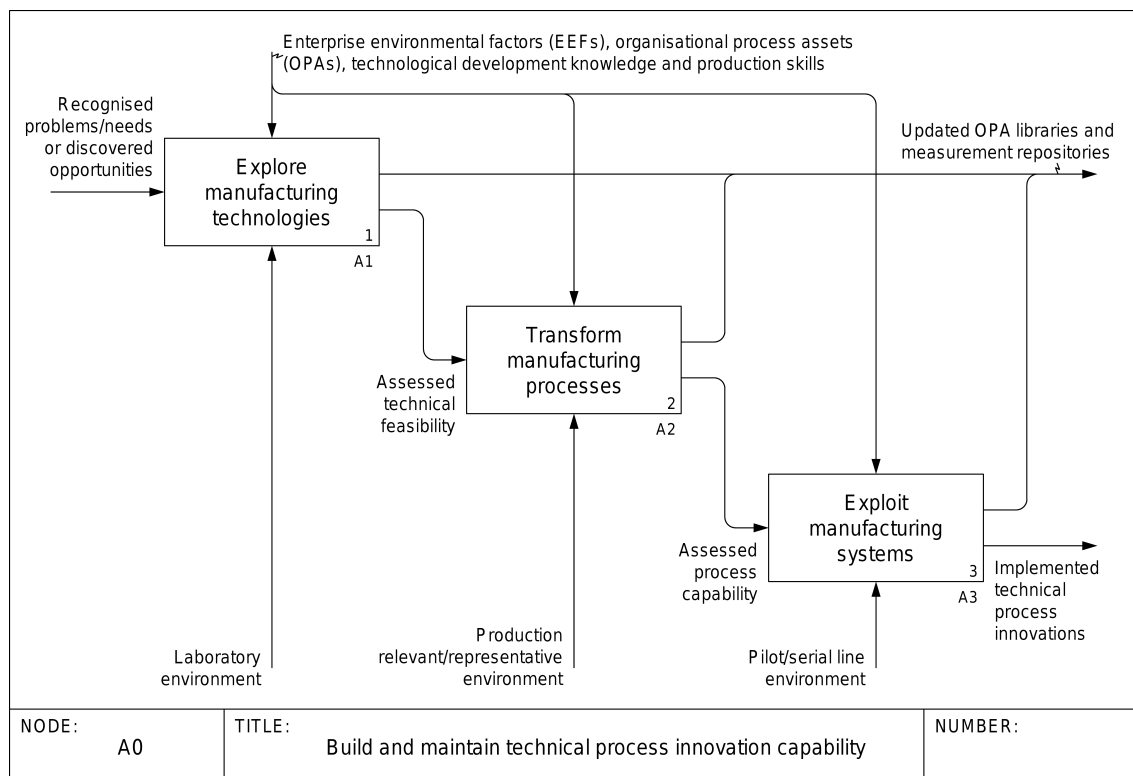 Enterprise environmental factors (EEFs), organisational process assets
(OPAs), technological development knowledge and production skills
Recognised
problems/needs
or discovered
opportunities
Updated OPA libraries and
measurement repositories
Explore
manufacturing
technologies
1
A1
Transform
manufacturing
processes
2
A2
Assessed
technical
feasibility
Exploit
manufacturing
systems
3
A3
Assessed
process
capability
Implemented
technical
process
innovations
Laboratory
environment
Production
relevant/representative
environment
Pilot/serial line
environment
NODE:
A0
TITLE:
Build and maintain technical process innovation capability
NUMBER: